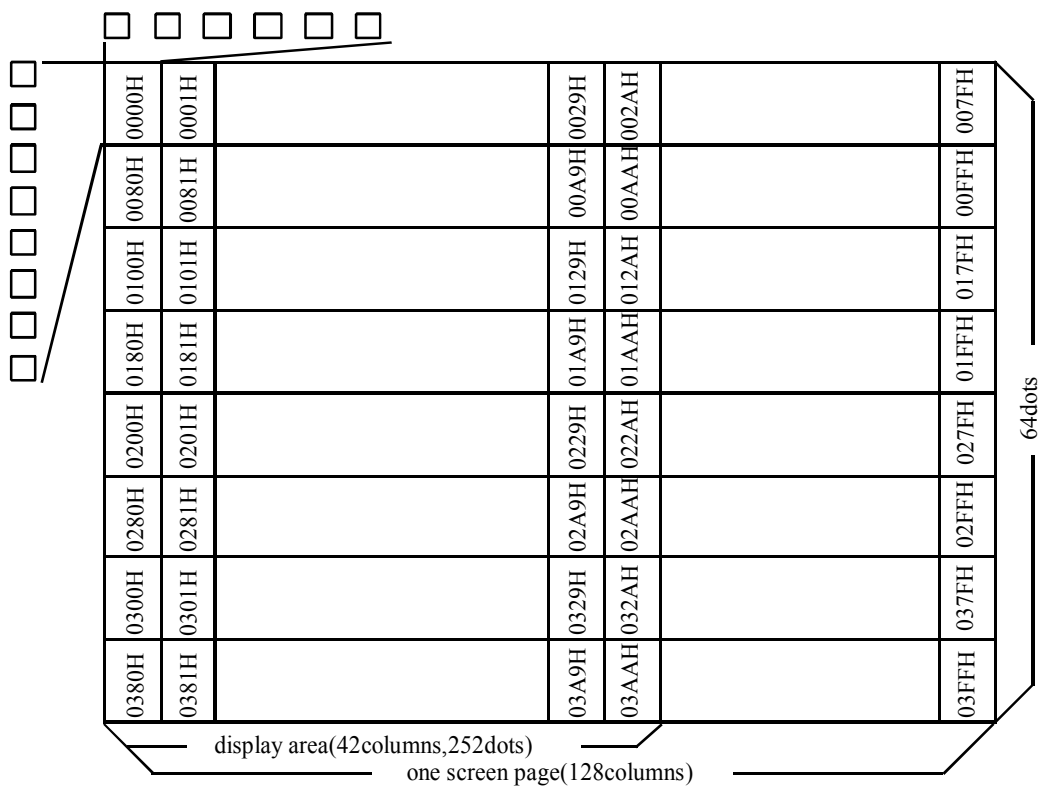 0000H 0001H 0029H 002AH 007FH
0080H 0081H 00A9H 00AAH 00FFH
0100H 0101H 0129H 012AH 017FH
0180H 0181H 01A9H 01AAH 01FFH
0200H 0201H 0229H 022AH 027FH
0280H 0281H 02A9H 02AAH 02FFH
0300H 0301H 0329H 032AH 037FH
0380H 0381H 03A9H 03AAH 03FFH
64dots
display area(42columns,252dots)
one screen page(128columns)